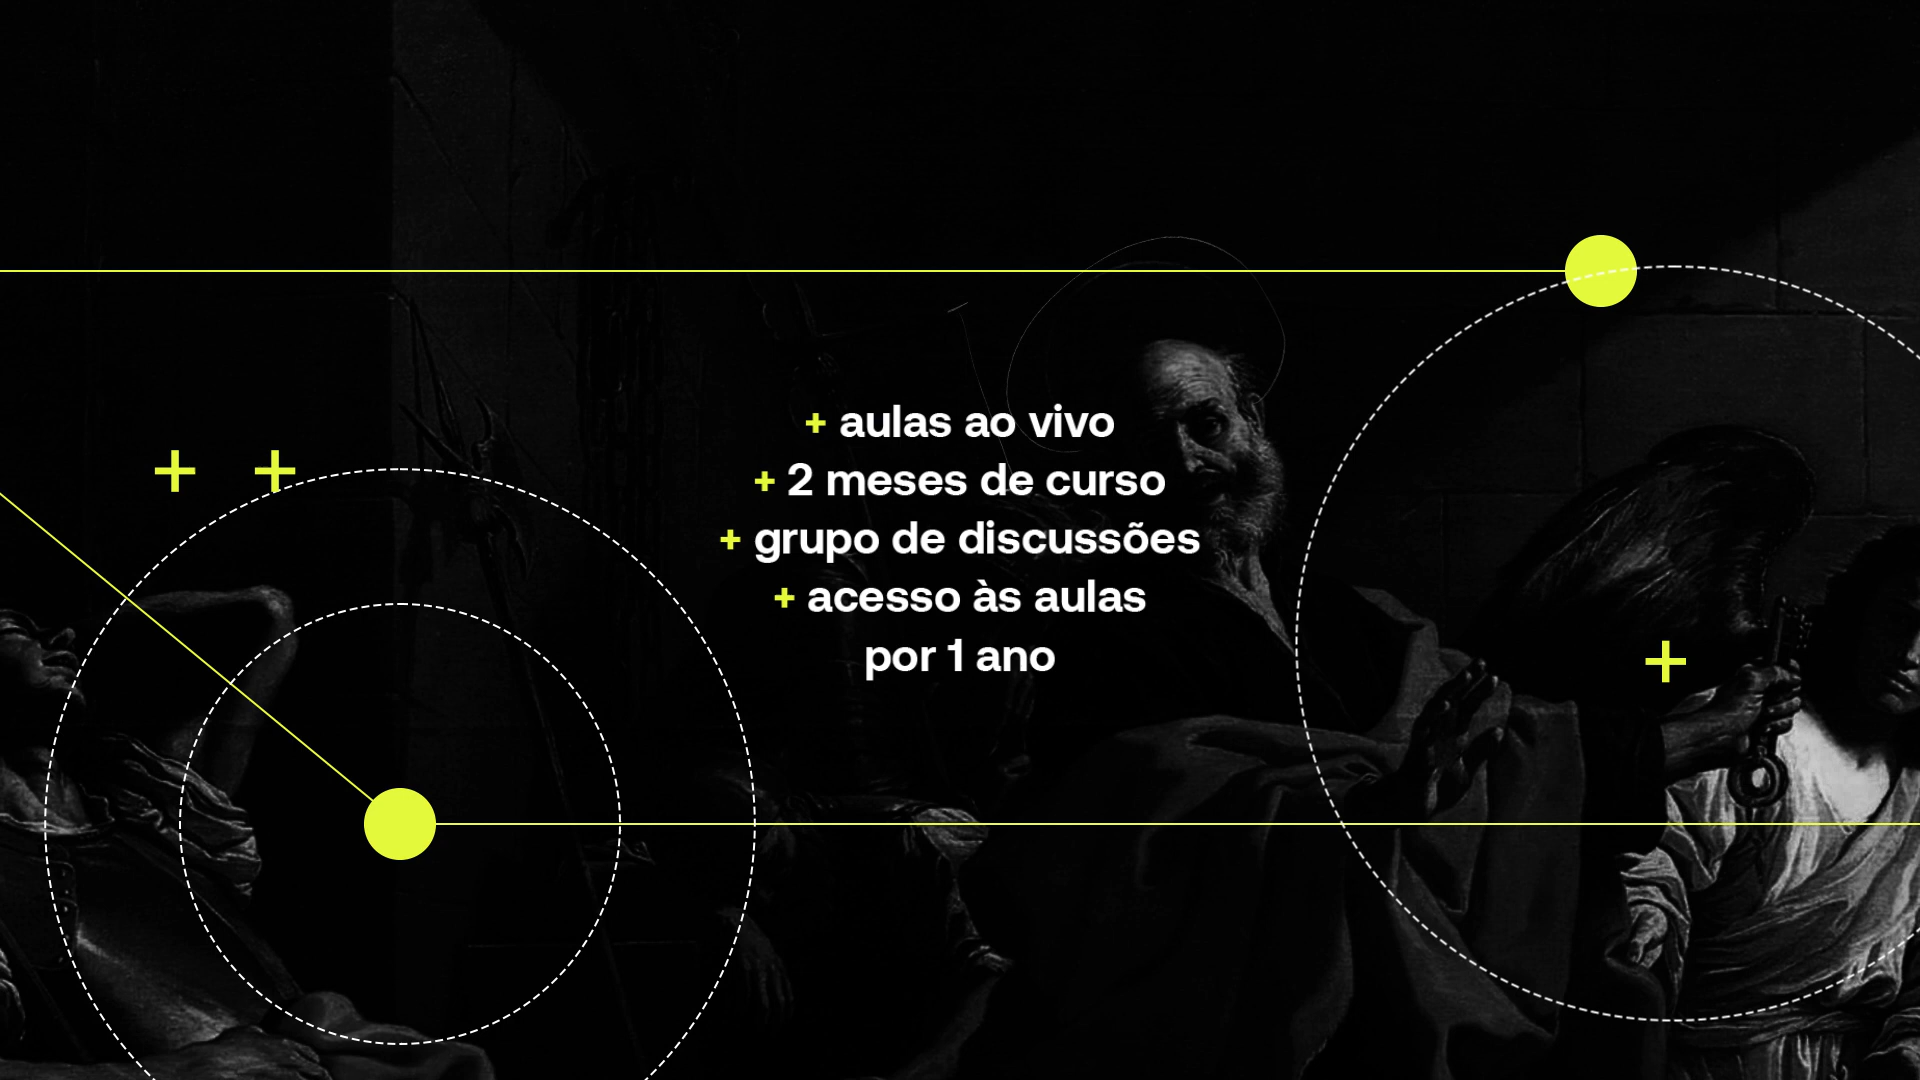 + aulas ao vivo
+ 2 meses de curso
+ grupo de discussões
+ acesso às aulas
por 1 ano